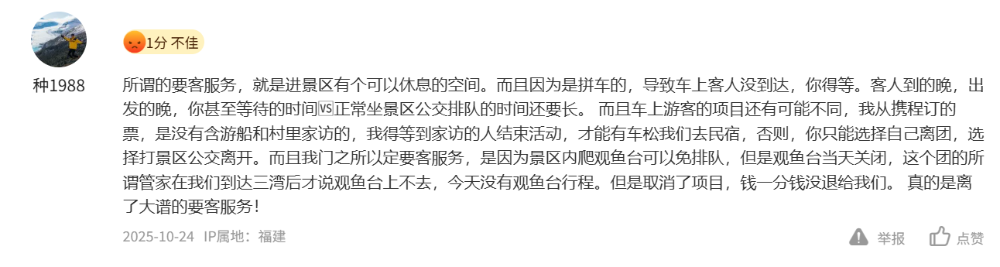 1分 不佳
种1988
所谓的要客服务，就是进景区有个可以休息的空间。而且因为是拼车的，导致车上客人没到达，你得等。客人到的晚，出
发的晚，你甚至等待的时间🆚正常坐景区公交排队的时间还要长。 而且车上游客的项目还有可能不同，我从携程订的
票，是没有含游船和村里家访的，我得等到家访的人结束活动，才能有车松我们去民宿，否则，你只能选择自己离团，选
择打景区公交离开。而且我门之所以定要客服务，是因为景区内爬观鱼台可以免排队，但是观鱼台当天关闭，这个团的所
谓管家在我们到达三湾后才说观鱼台上不去，今天没有观鱼台行程。但是取消了项目，钱一分钱没退给我们。 真的是离
了大谱的要客服务！
2025-10-24 IP属地：福建
举报 点赞